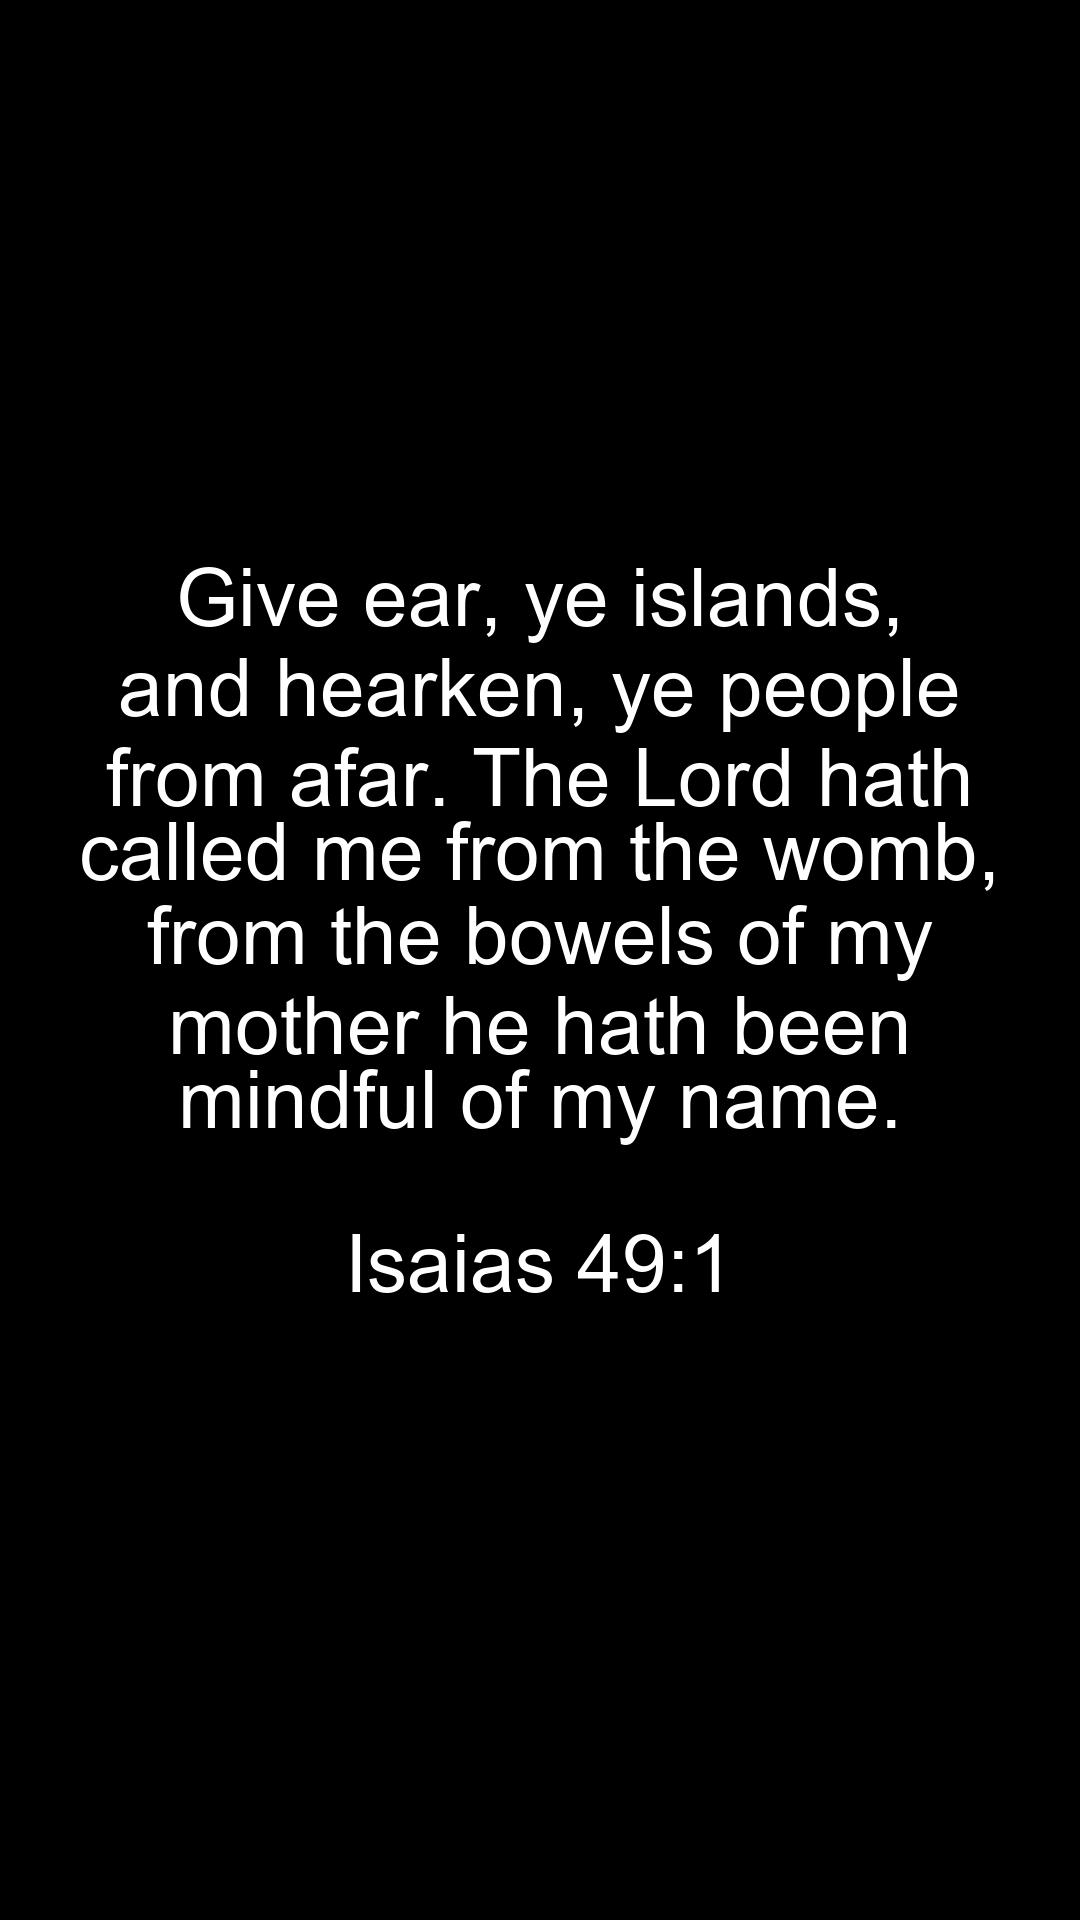 Give ear, ye islands,
and hearken, ye people
from afar. The Lord hath
called me from the womb,
from the bowels of my
mother he hath been
mindful of my name.
Isaias 49:1